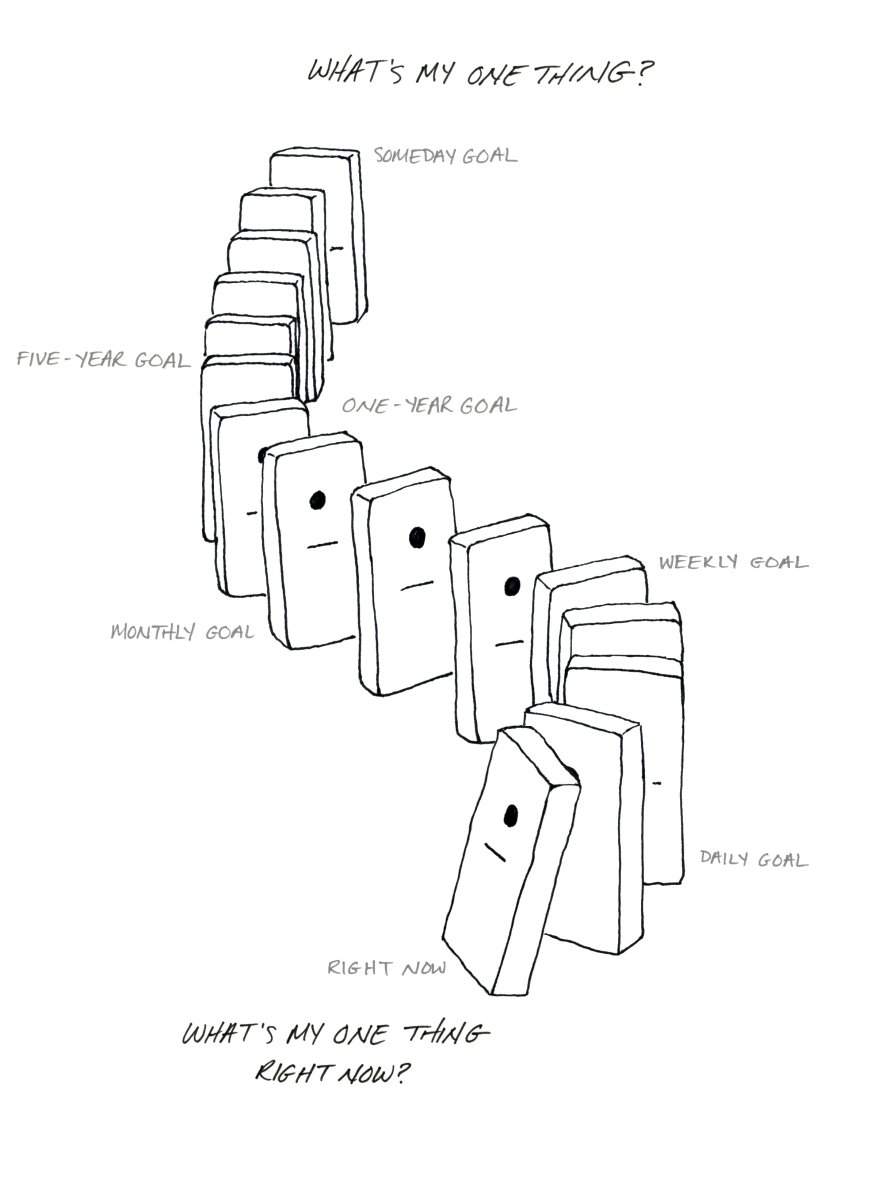 WHAT'S MY ONE THING?
SOMEDAY GOAL
FIVE-YEAR GOAL
ONE-YEAR GOAL
MONTHLY GOAL
WEEKLY GOAL
DAILY GOAL
RIGHT NOW
WHAT'S MY ONE THING
RIGHT NOW?